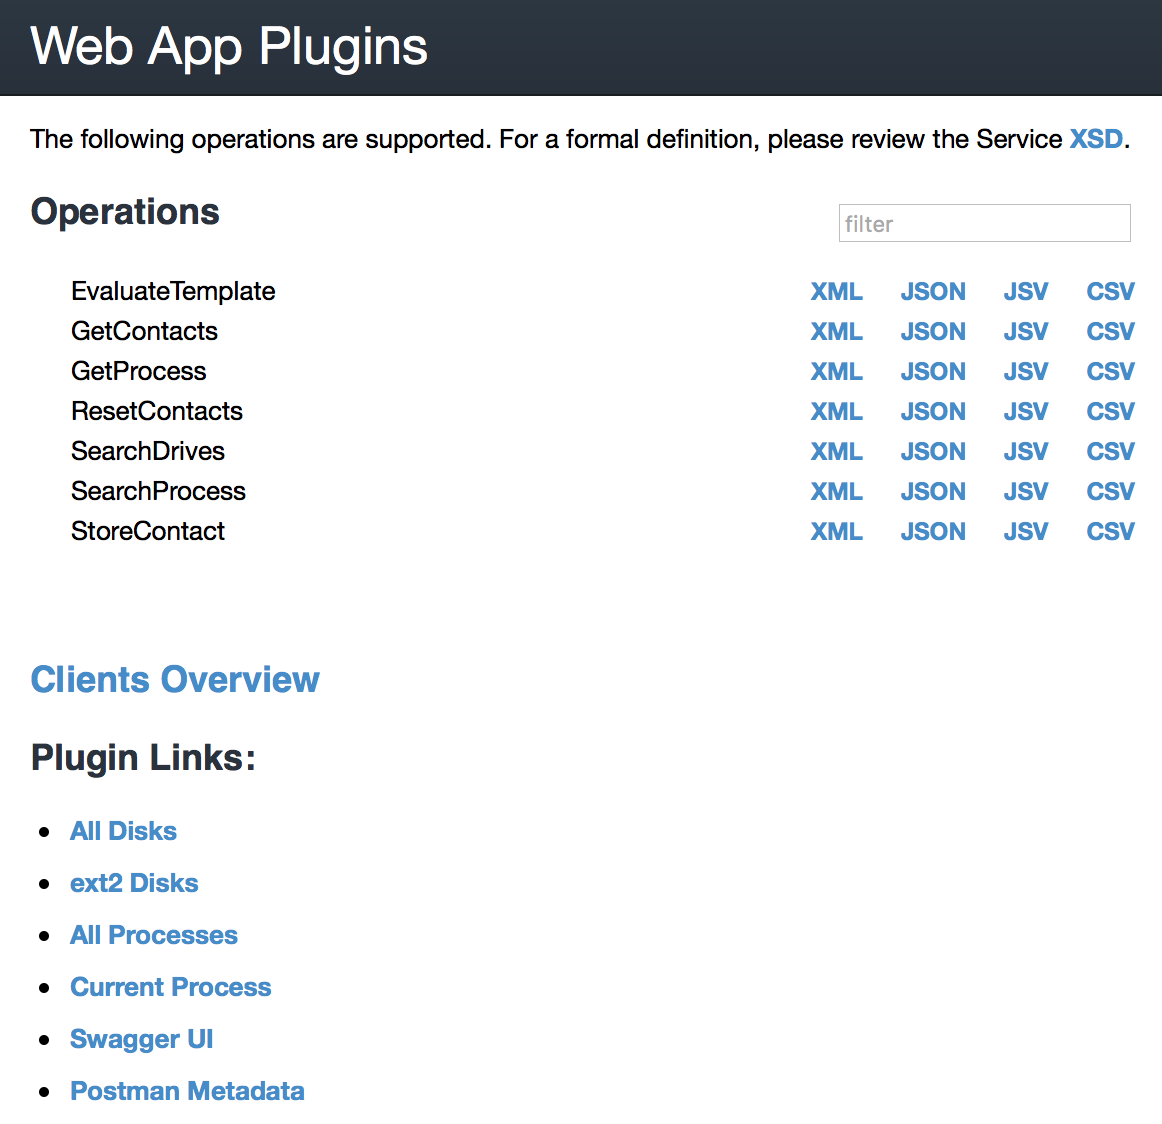 Web App Plugins
The following operations are supported. For a formal definition, please review the Service XSD.
Operations
filter
EvaluateTemplate XML JSON JSV CSV
GetContacts XML JSON JSV CSV
GetProcess XML JSON JSV CSV
ResetContacts XML JSON JSV CSV
SearchDrives XML JSON JSV CSV
SearchProcess XML JSON JSV CSV
StoreContact XML JSON JSV CSV
Clients Overview
Plugin Links:
All Disks
ext2 Disks
All Processes
Current Process
Swagger UI
Postman Metadata